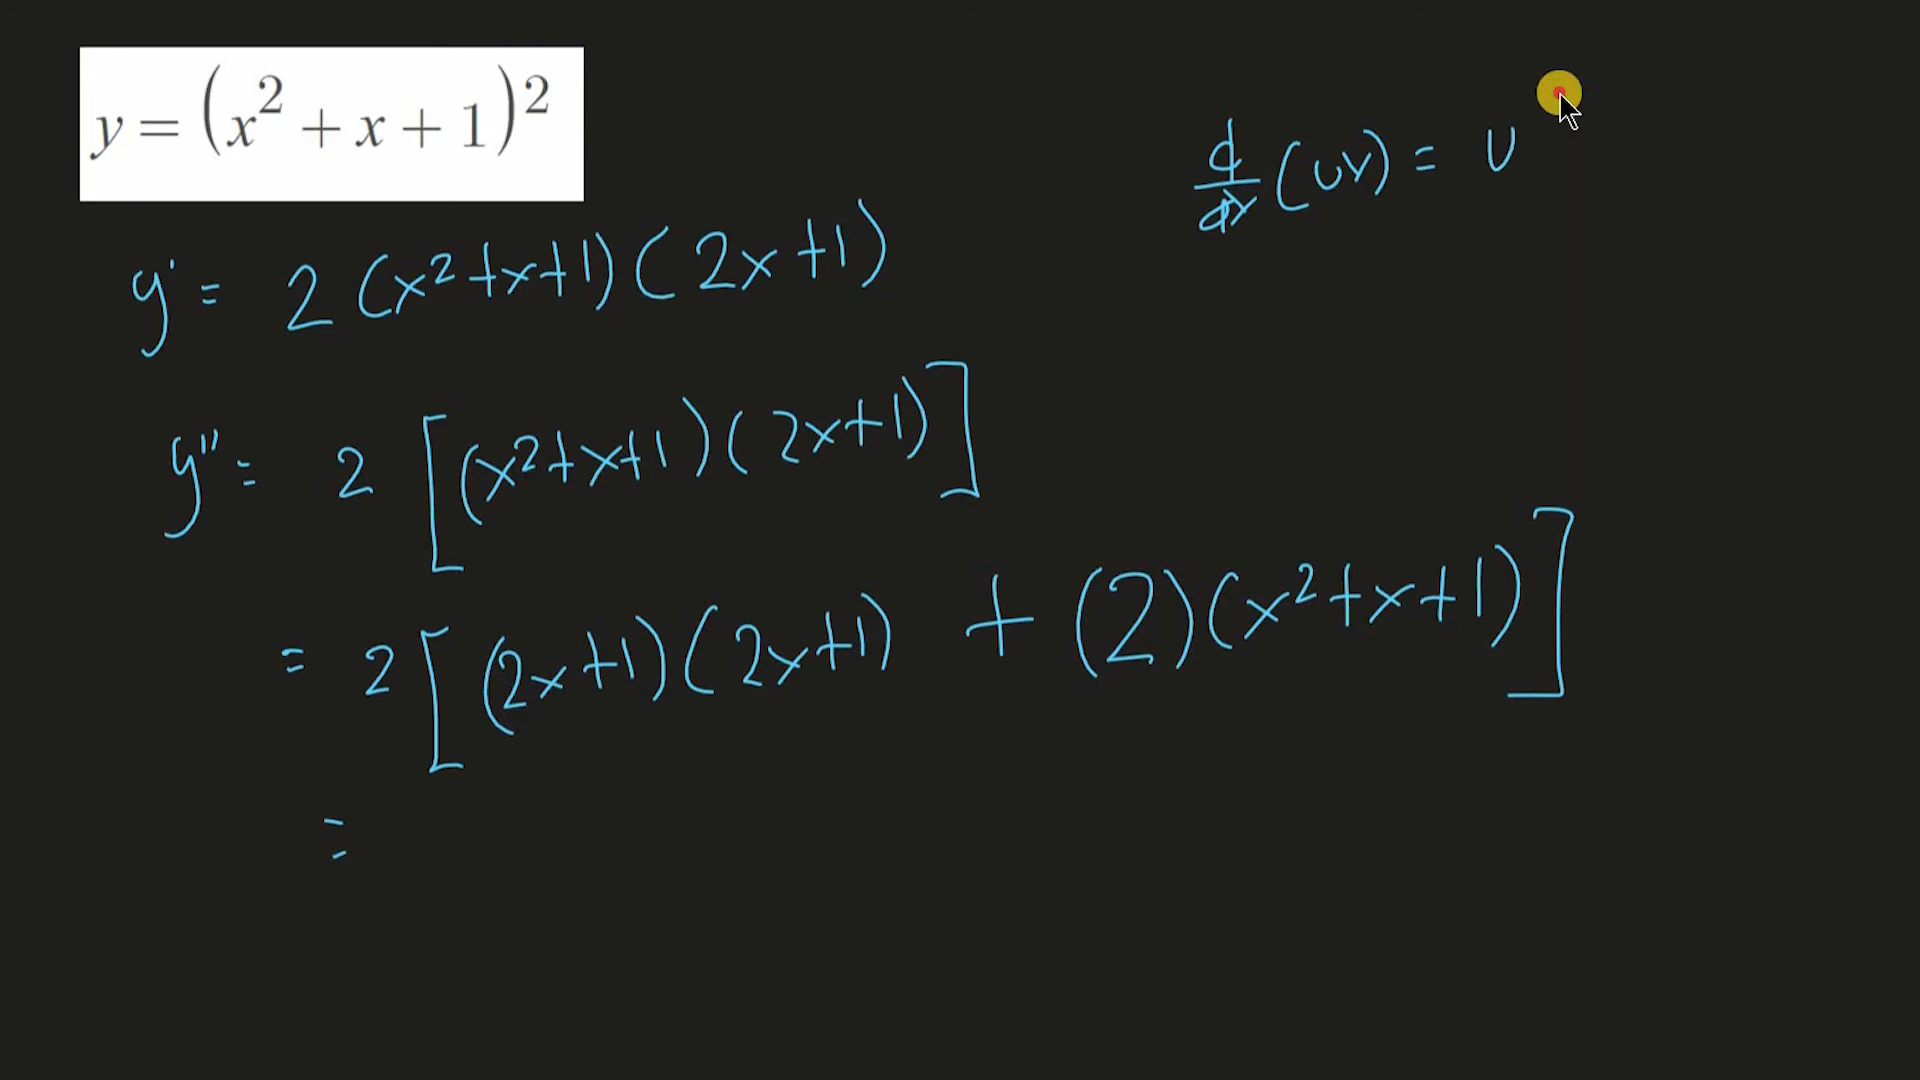 y = (x² + x + 1)²
d/dx (uv) = u
y' = 2 (x²+x+1)(2x+1)
y'' = 2 [(x²+x+1)(2x+1)]
= 2 [(2x+1)(2x+1) + (2)(x²+x+1)]
=